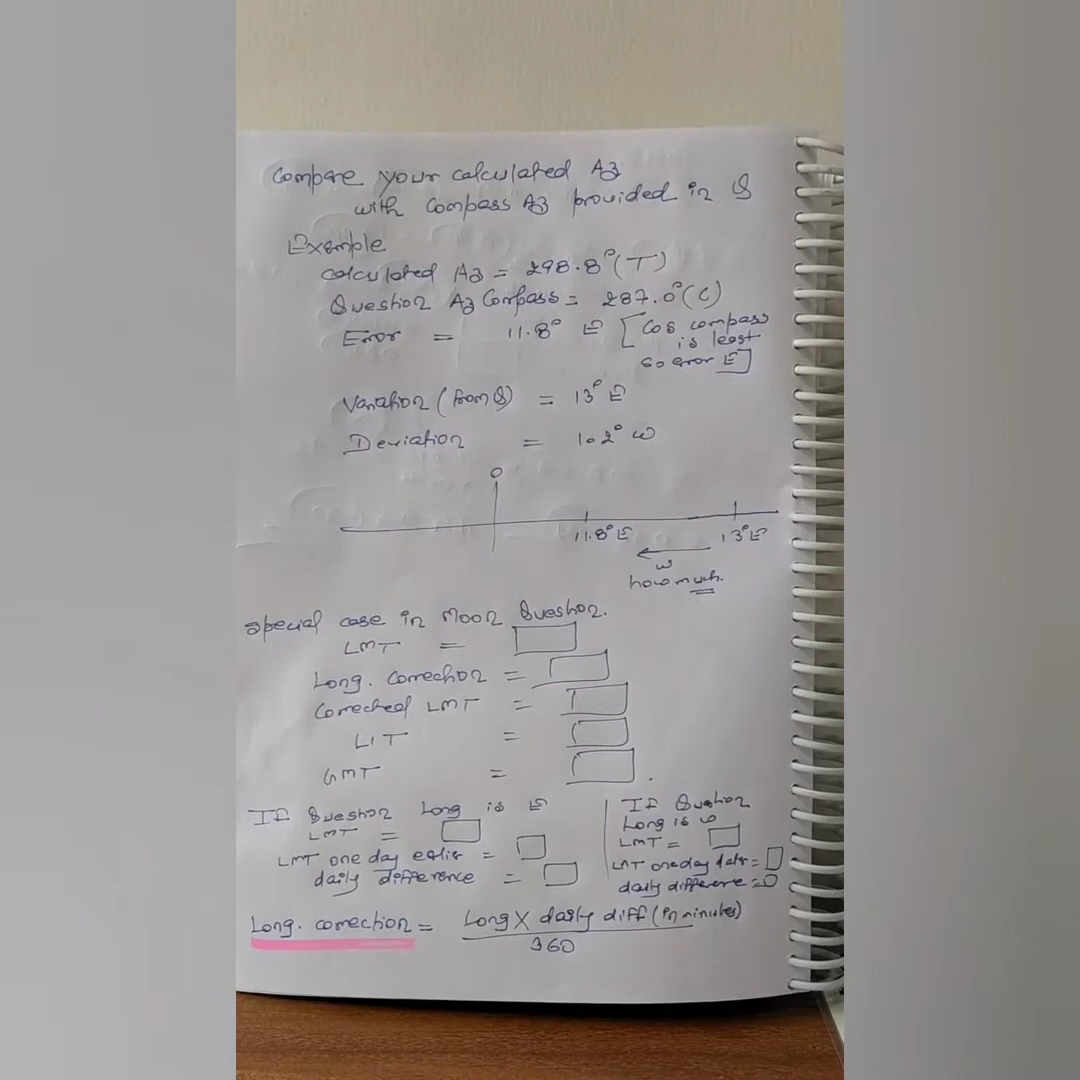 Compare your calculated Az
with Compass Az provided in Q
Example
Calculated Az = 298.8°(T)
Question Az Compass = 287.0°(C)
Error = 11.8° E [Cos compass
is least
so error E]
Variation (from Q) = 13° E
Deviation = 1.2° W
0
11.8° E 13° E
W
how much.
Special case in Moon Question.
LMT =
Long. Correction =
Corrected LMT =
LIT =
GMT = .
If Question Long is E
LMT =
LMT one day earlier =
daily difference =
If Question
Long is W
LMT =
LMT one day later =
daily difference =
Long. correction = Long X daily diff (in minutes)
360